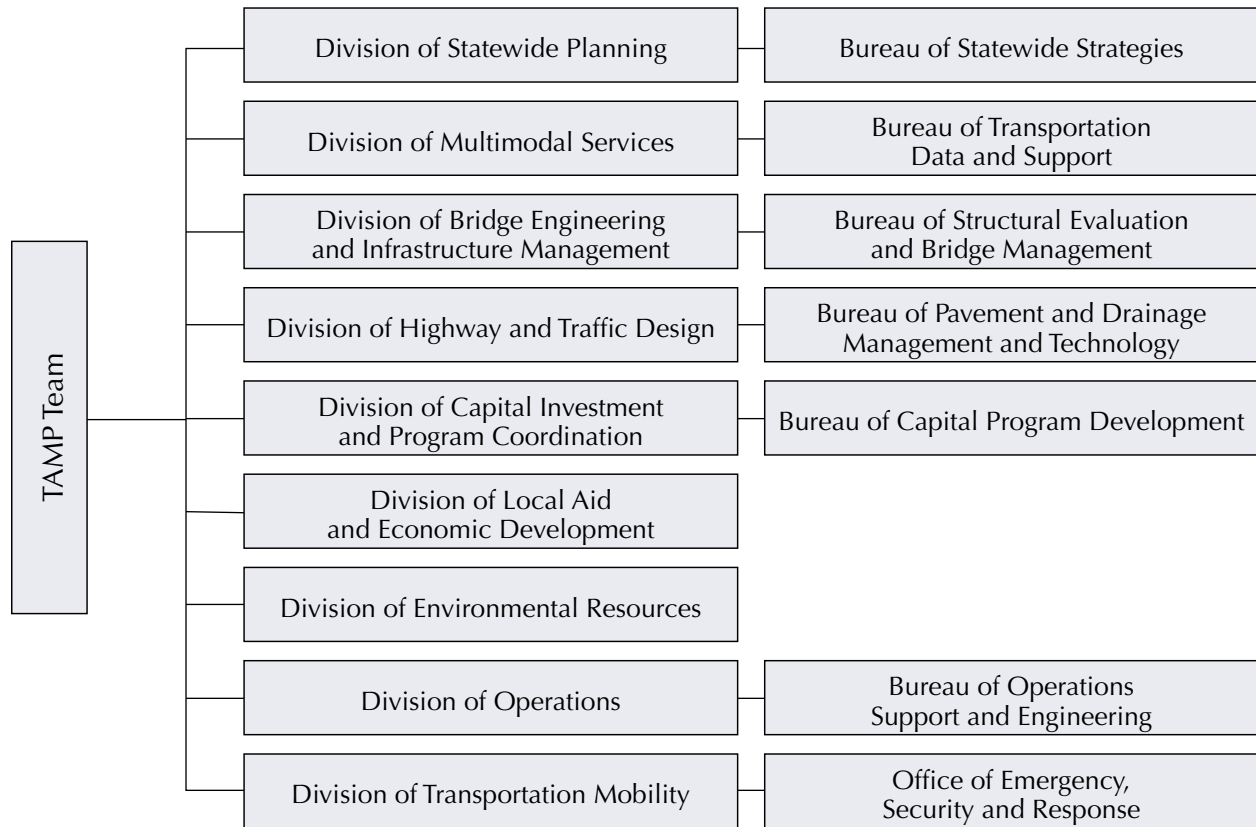 TAMP Team
Division of Statewide Planning
Bureau of Statewide Strategies
Division of Multimodal Services
Bureau of Transportation
Data and Support
Division of Bridge Engineering
and Infrastructure Management
Bureau of Structural Evaluation
and Bridge Management
Division of Highway and Traffic Design
Bureau of Pavement and Drainage
Management and Technology
Division of Capital Investment
and Program Coordination
Bureau of Capital Program Development
Division of Local Aid
and Economic Development
Division of Environmental Resources
Division of Operations
Bureau of Operations
Support and Engineering
Division of Transportation Mobility
Office of Emergency,
Security and Response